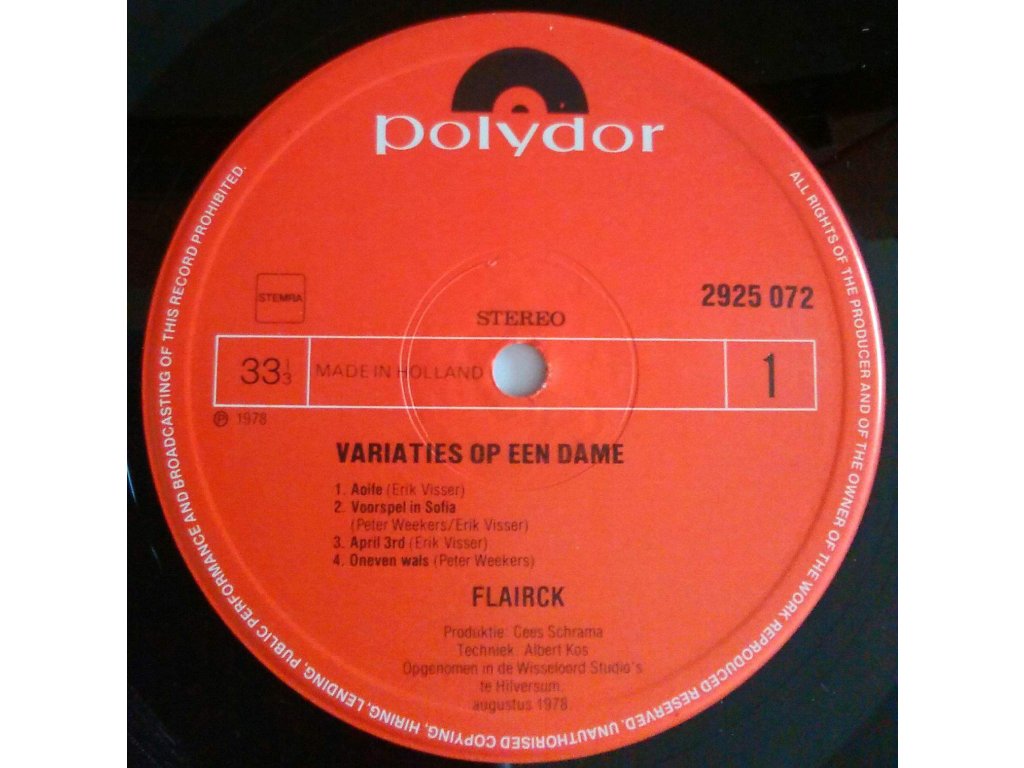 polydor
STEMRA
STEREO
2925 072
33 1/3
MADE IN HOLLAND
1
℗ 1978
VARIATIES OP EEN DAME
1. Aoife (Erik Visser)
2. Voorspel in Sofia
(Peter Weekers/Erik Visser)
3. April 3rd (Erik Visser)
4. Oneven wals (Peter Weekers)
FLAIRCK
Produktie: Cees Schrama
Techniek: Albert Kos
Opgenomen in de Wisseloord Studio's
te Hilversum.
augustus 1978.
ALL RIGHTS OF THE PRODUCER AND OF THE OWNER OF THE WORK REPRODUCED RESERVED. UNAUTHORISED COPYING, HIRING, LENDING, PUBLIC PERFORMANCE AND BROADCASTING OF THIS RECORD PROHIBITED.